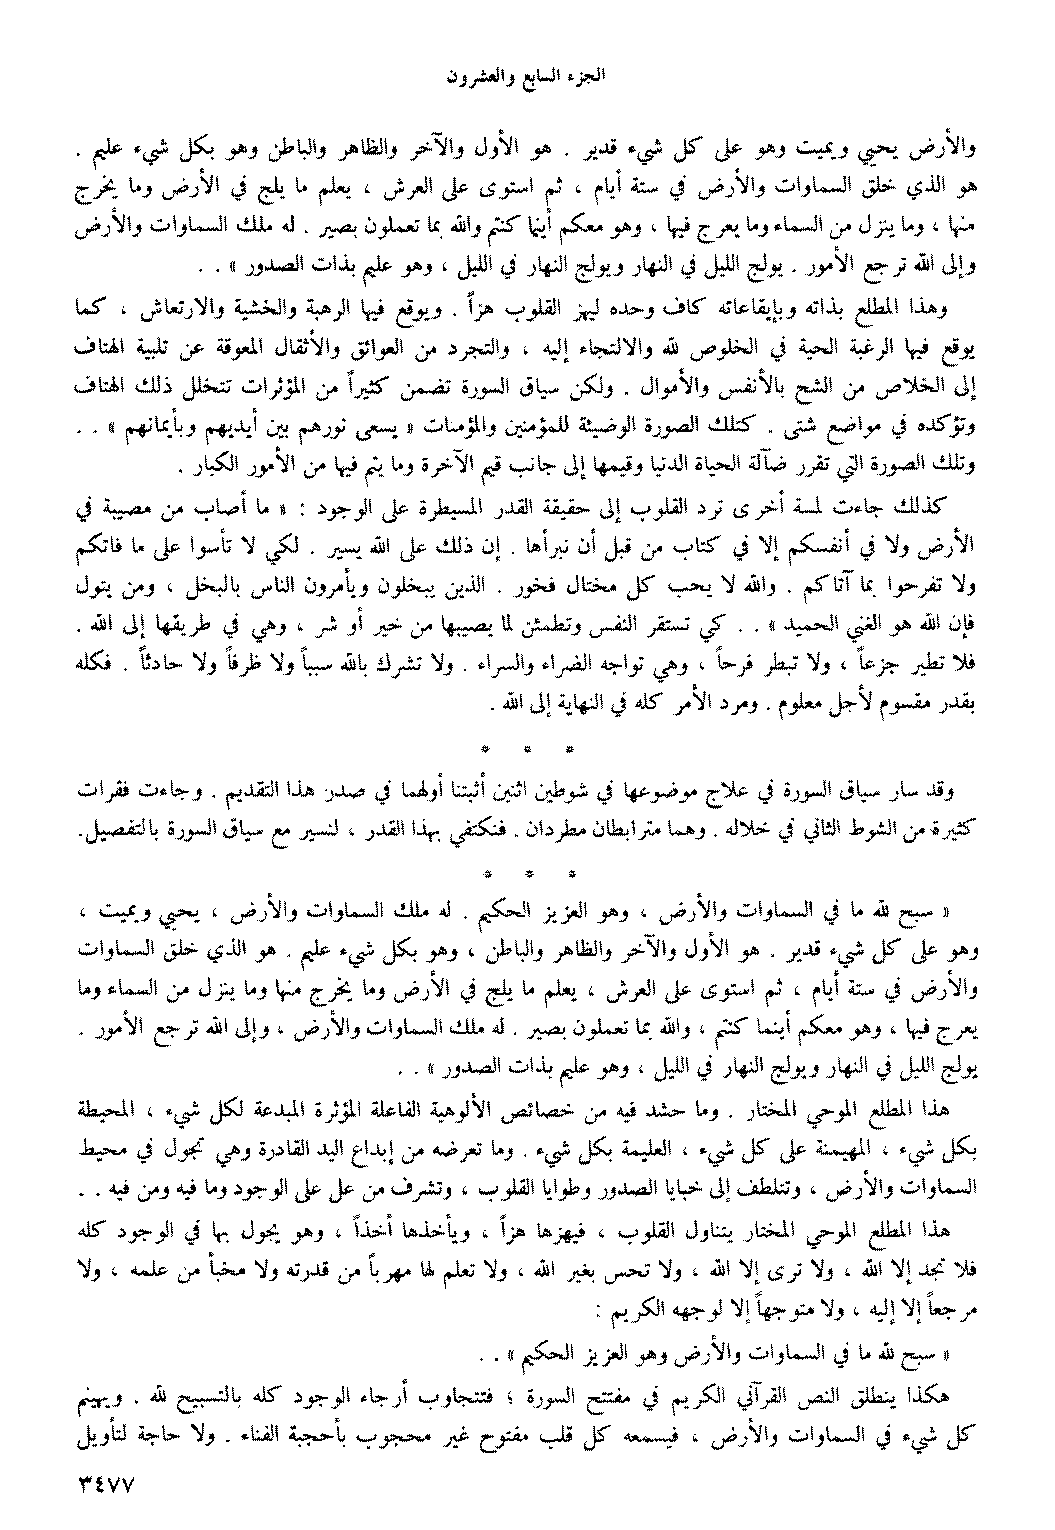 الجزء السابع والعشرون
والأرض يحيي ويميت وهو على كل شيء قدير . هو الأول والآخر والظاهر والباطن وهو بكل شيء عليم .
هو الذي خلق السماوات والأرض في ستة أيام ، ثم استوى على العرش ، يعلم ما يلج في الأرض وما يخرج
منها ، وما ينزل من السماء وما يعرج فيها ، وهو معكم أينما كنتم والله بما تعملون بصير . له ملك السماوات والأرض
وإلى الله ترجع الأمور . يولج الليل في النهار ويولج النهار في الليل ، وهو عليم بذات الصدور » . .
وهذا المطلع بذاته وبإيقاعاته كاف وحده ليهز القلوب هزاً . ويوقع فيها الرهبة والخشية والارتعاش ، كما
يوقع فيها الرغبة الحية في الخلوص لله والالتجاء إليه ، والتجرد من العوائق والأثقال المعوقة عن تلبية الهتاف
إلى الخلاص من الشح بالأنفس والأموال . ولكن سياق السورة تضمن كثيراً من المؤثرات تتخلل ذلك الهتاف
وتؤكده في مواضع شتى . كتلك الصورة الوضيئة للمؤمنين والمؤمنات « يسعى نورهم بين أيديهم وبأيمانهم » . .
وتلك الصورة التي تقرر ضآلة الحياة الدنيا وقيمها إلى جانب قيم الآخرة وما يتم فيها من الأمور الكبار .
كذلك جاءت لمسة أخرى ترد القلوب إلى حقيقة القدر المسيطرة على الوجود : « ما أصاب من مصيبة في
الأرض ولا في أنفسكم إلا في كتاب من قبل أن نبرأها . إن ذلك على الله يسير . لكي لا تأسوا على ما فاتكم
ولا تفرحوا بما آتاكم . والله لا يحب كل مختال فخور . الذين يبخلون ويأمرون الناس بالبخل ، ومن يتول
فإن الله هو الغني الحميد » . . كي تستقر النفس وتطمئن لما يصيبها من خير أو شر ، وهي في طريقها إلى الله .
فلا تطير جزعاً ، ولا تبطر فرحاً ، وهي تواجه الضراء والسراء . ولا تشرك بالله سبباً ولا ظرفاً ولا حادثاً . فكله
بقدر مقسوم لأجل معلوم . ومرد الأمر كله في النهاية إلى الله .
* * *
وقد سار سياق السورة في علاج موضوعها في شوطين اثنين أثبتنا أولهما في صدر هذا التقديم . وجاءت فقرات
كثيرة من الشوط الثاني في خلاله . وهما مترابطان مطردان . فنكتفي بهذا القدر ، لنسير مع سياق السورة بالتفصيل.
* * *
« سبح لله ما في السماوات والأرض ، وهو العزيز الحكيم . له ملك السماوات والأرض ، يحيي ويميت ،
وهو على كل شيء قدير . هو الأول والآخر والظاهر والباطن ، وهو بكل شيء عليم . هو الذي خلق السماوات
والأرض في ستة أيام ، ثم استوى على العرش ، يعلم ما يلج في الأرض وما يخرج منها وما ينزل من السماء وما
يعرج فيها ، وهو معكم أينما كنتم ، والله بما تعملون بصير . له ملك السماوات والأرض ، وإلى الله ترجع الأمور .
يولج الليل في النهار ويولج النهار في الليل ، وهو عليم بذات الصدور » . .
هذا المطلع الموحي المختار . وما حشد فيه من خصائص الألوهية الفاعلة المؤثرة المبدعة لكل شيء ، المحيطة
بكل شيء ، المهيمنة على كل شيء ، العليمة بكل شيء . وما تعرضه من إبداع اليد القادرة وهي تجول في محيط
السماوات والأرض ، وتتلطف إلى خبايا الصدور وطوايا القلوب ، وتشرف من عل على الوجود وما فيه ومن فيه . .
هذا المطلع الموحي المختار يتناول القلوب ، فيهزها هزاً ، ويأخذها أخذاً ، وهو يجول بها في الوجود كله
فلا تجد إلا الله ، ولا ترى إلا الله ، ولا تحس بغير الله ، ولا تعلم لها مهرباً من قدرته ولا مخبأ من علمه ، ولا
مرجعاً إلا إليه ، ولا متوجهاً إلا لوجهه الكريم :
« سبح لله ما في السماوات والأرض وهو العزيز الحكيم » . .
هكذا ينطلق النص القرآني الكريم في مفتتح السورة ؛ فتتجاوب أرجاء الوجود كله بالتسبيح لله . ويهينم
كل شيء في السماوات والأرض ، فيسمعه كل قلب مفتوح غير محجوب بأحجبة الفناء . ولا حاجة لتأويل
٣٤٧٧